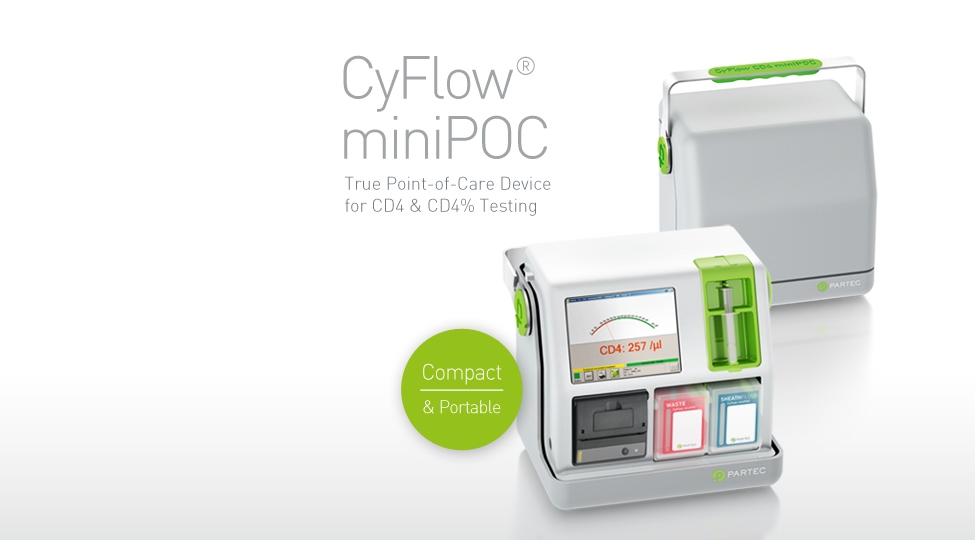 CyFlow®
miniPOC
True Point-of-Care Device
for CD4 & CD4% Testing
CyFlow CD4 miniPOC
PARTEC
CD4: 257 /µl
Compact
& Portable
WASTE
SHEATH
PARTEC